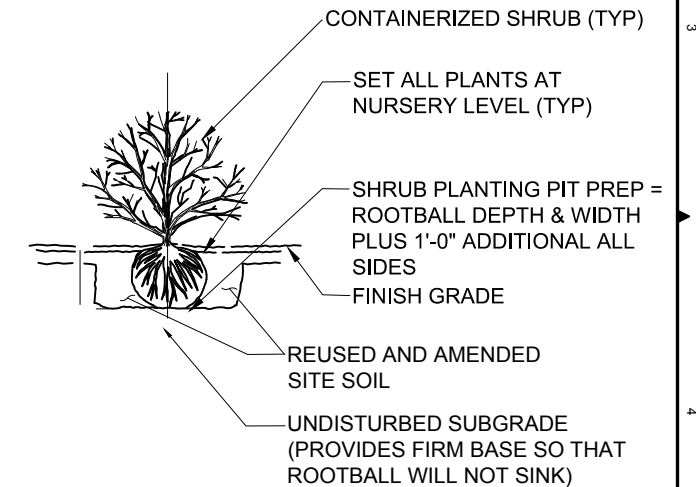 CONTAINERIZED SHRUB (TYP)
3
SET ALL PLANTS AT
NURSERY LEVEL (TYP)
SHRUB PLANTING PIT PREP =
ROOTBALL DEPTH & WIDTH
PLUS 1'-0" ADDITIONAL ALL
SIDES
FINISH GRADE
REUSED AND AMENDED
SITE SOIL
4
UNDISTURBED SUBGRADE
(PROVIDES FIRM BASE SO THAT
ROOTBALL WILL NOT SINK)